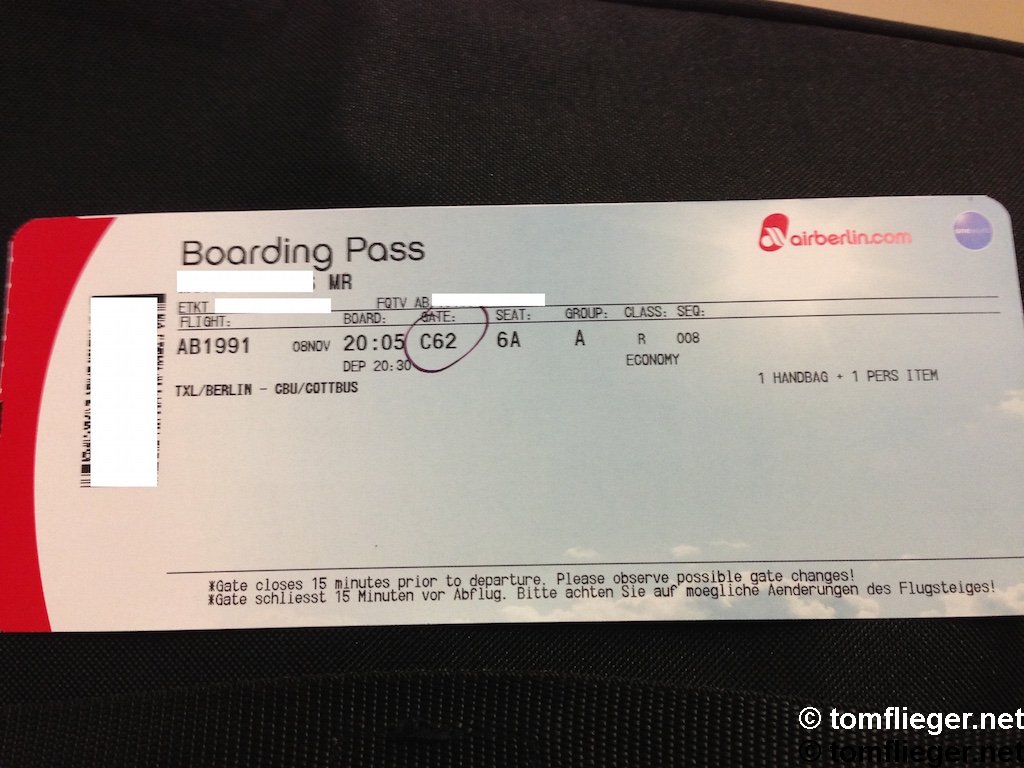 Boarding Pass
airberlin.com
MR
ETKT FQTV AB
FLIGHT: BOARD: GATE: SEAT: GROUP: CLASS: SEQ:
AB1991 08NOV 20:05 C62 6A A R 008
DEP 20:30 ECONOMY
TXL/BERLIN - CBU/COTTBUS 1 HANDBAG + 1 PERS ITEM
*Gate closes 15 minutes prior to departure. Please observe possible gate changes!
*Gate schliesst 15 Minuten vor Abflug. Bitte achten Sie auf moegliche Aenderungen des Flugsteiges!
© tomflieger.net
© tomflieger.net